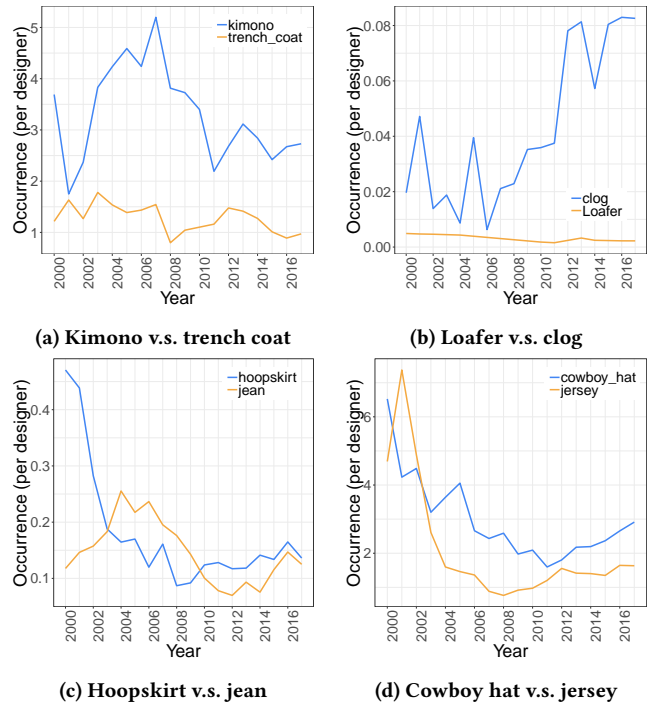 kimono
trench_coat
Occurrence (per designer)
5
4
3
2
1
2000 2002 2004 2006 2008 2010 2012 2014 2016
Year
(a) Kimono v.s. trench coat
clog
Loafer
Occurrence (per designer)
0.08
0.06
0.04
0.02
0.00
2000 2002 2004 2006 2008 2010 2012 2014 2016
Year
(b) Loafer v.s. clog
hoopskirt
jean
Occurrence (per designer)
0.4
0.3
0.2
0.1
2000 2002 2004 2006 2008 2010 2012 2014 2016
Year
(c) Hoopskirt v.s. jean
cowboy_hat
jersey
Occurrence (per designer)
6
4
2
2000 2002 2004 2006 2008 2010 2012 2014 2016
Year
(d) Cowboy hat v.s. jersey